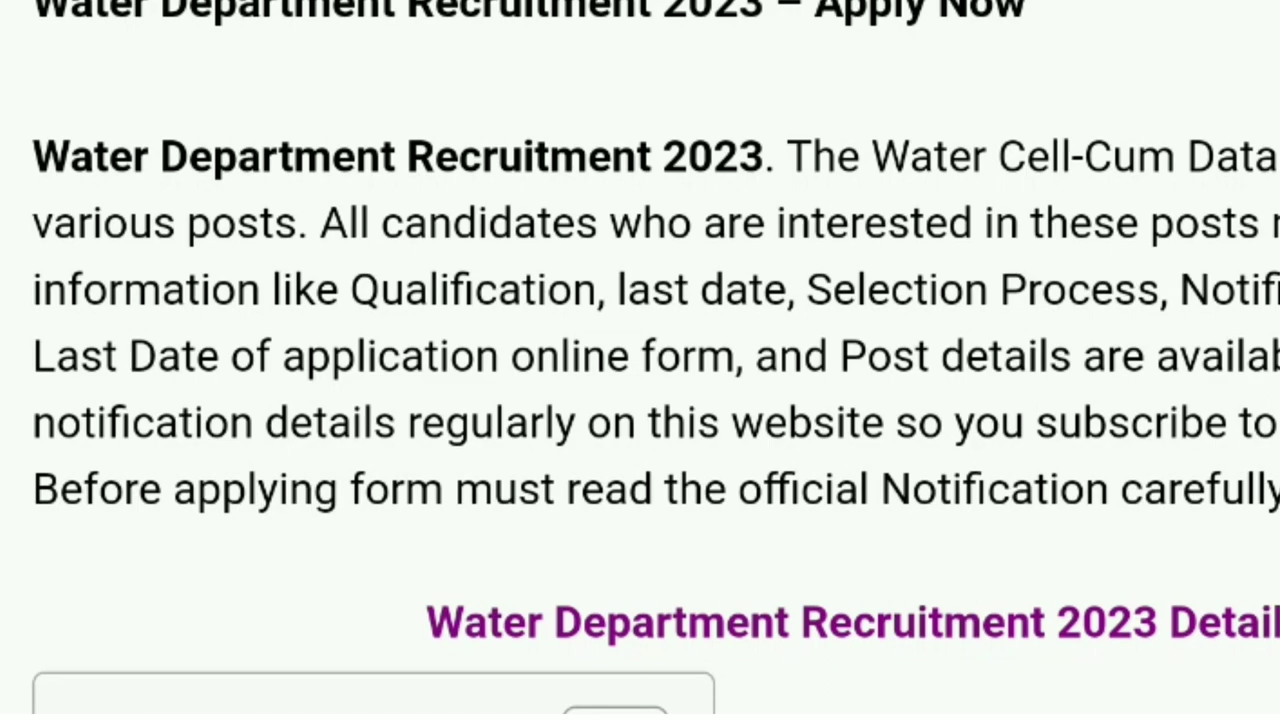 Water Department Recruitment 2023 – Apply Now
Water Department Recruitment 2023. The Water Cell-Cum Data
various posts. All candidates who are interested in these posts
information like Qualification, last date, Selection Process,
Last Date of application online form, and Post details are
notification details regularly on this website so you subscribe to
Before applying form must read the official Notification carefully
Water Department Recruitment 2023